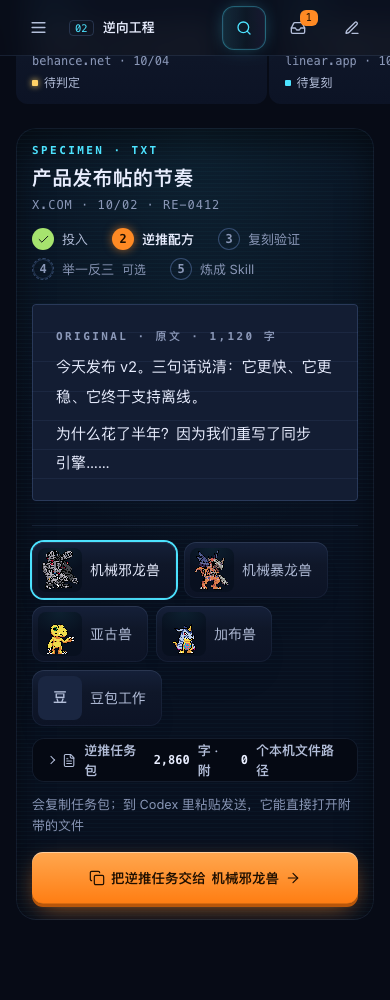 02 逆向工程 1
behance.net · 10/04
待判定
linear.app · 10
待复刻
SPECIMEN · TXT
产品发布帖的节奏
X.COM · 10/02 · RE-0412
投入 2 逆推配方 3 复刻验证
4 举一反三 可选 5 炼成 Skill
ORIGINAL · 原文 · 1,120 字
今天发布 v2。三句话说清：它更快、它更
稳、它终于支持离线。
为什么花了半年？因为我们重写了同步
引擎……
机械邪龙兽 机械暴龙兽
亚古兽 加布兽
豆 豆包工作
逆推任务包 2,860 字 · 附 0 个本机文件路径
会复制任务包；到 Codex 里粘贴发送，它能直接打开附
带的文件
把逆推任务交给 机械邪龙兽 →